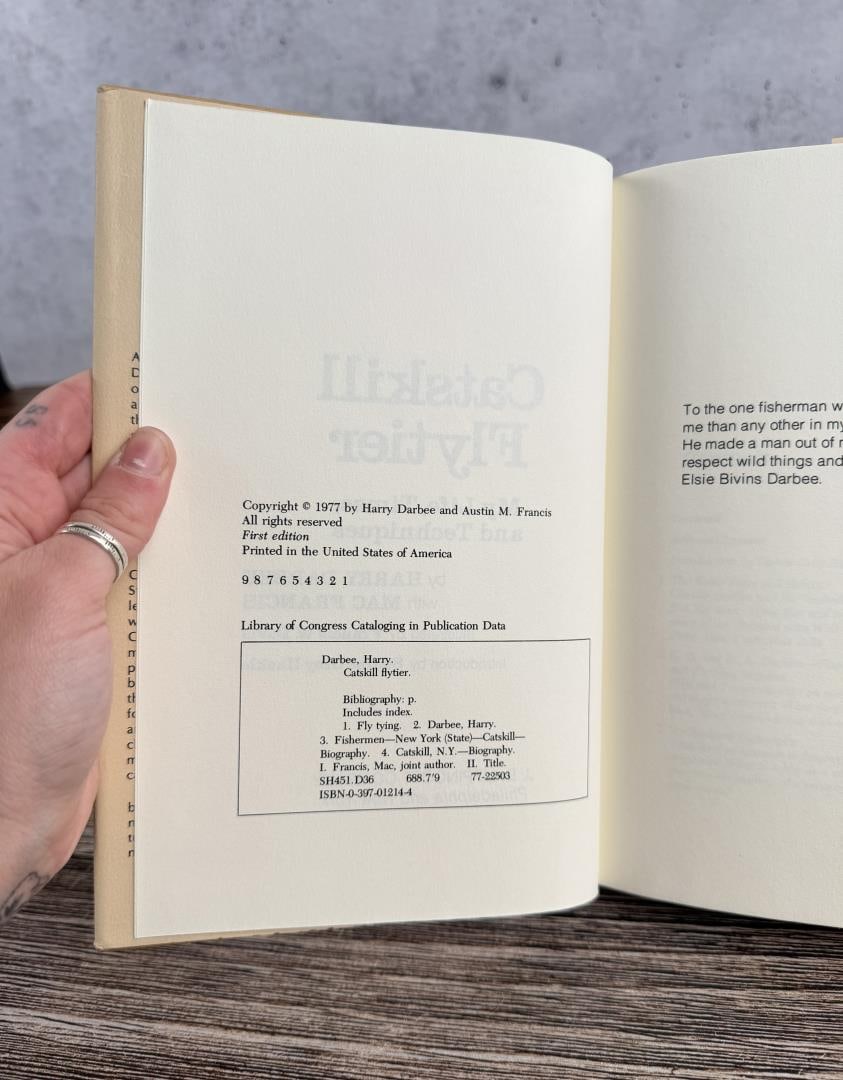 Copyright © 1977 by Harry Darbee and Austin M. Francis
All rights reserved
First edition
Printed in the United States of America
9 8 7 6 5 4 3 2 1
Library of Congress Cataloging in Publication Data
Darbee, Harry.
Catskill flytier.
Bibliography: p.
Includes index.
1. Fly tying. 2. Darbee, Harry.
3. Fishermen—New York (State)—Catskill—
Biography. 4. Catskill, N.Y.—Biography.
I. Francis, Mac, joint author. II. Title.
SH451.D36 688.7'9 77-22503
ISBN-0-397-01214-4
To the one fisherman w
me than any other in my
He made a man out of
respect wild things and
Elsie Bivins Darbee.